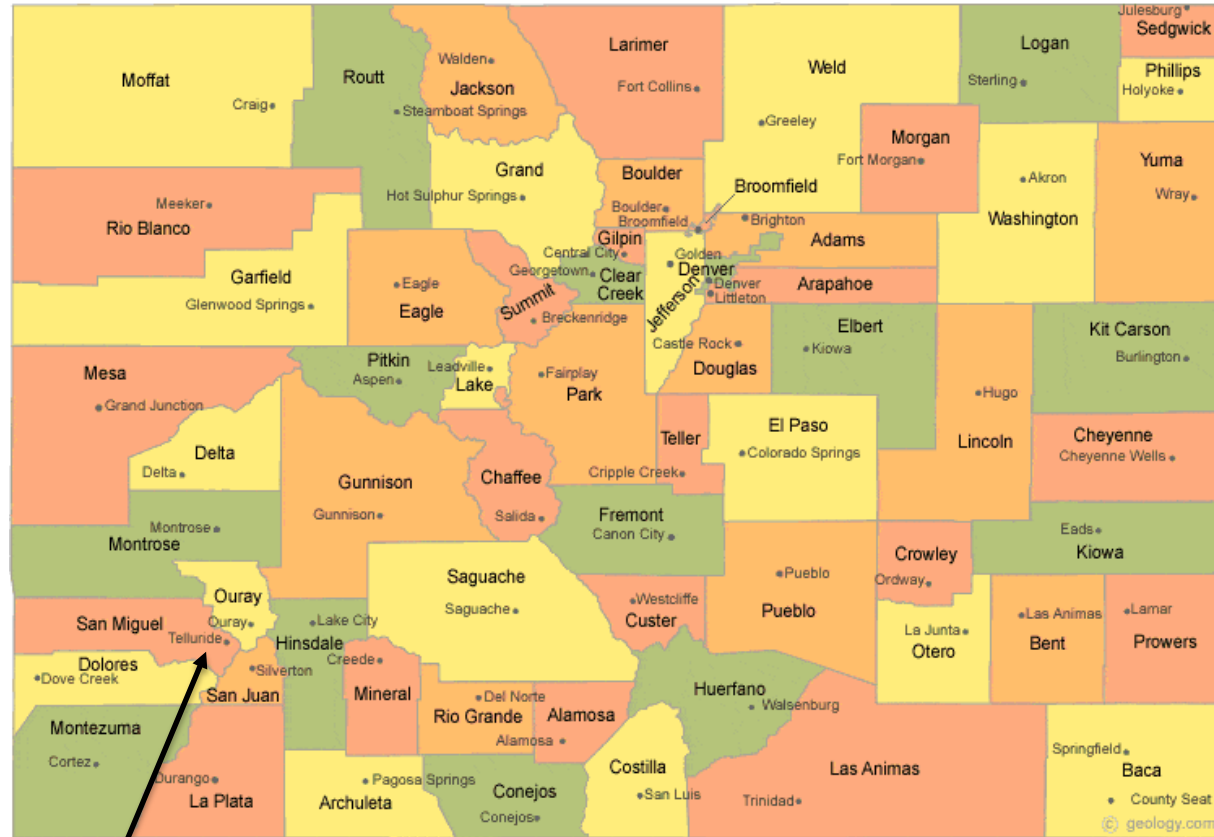 Julesburg
Sedgwick
Larimer
Logan
Walden
Weld
Routt
Moffat
Phillips
Jackson
Fort Collins
Sterling
Holyoke
Craig
Steamboat Springs
Greeley
Morgan
Fort Morgan
Yuma
Grand
Boulder
Akron
Broomfield
Wray
Hot Sulphur Springs
Meeker
Boulder
Broomfield
Brighton
Washington
Rio Blanco
Gilpin
Adams
Central City
Golden
Georgetown
Denver
Garfield
Clear
Creek
Denver
Arapahoe
Eagle
Littleton
Glenwood Springs
Summit
Jefferson
Eagle
Breckenridge
Elbert
Kit Carson
Castle Rock
Kiowa
Pitkin
Burlington
Leadville
Mesa
Aspen
Fairplay
Douglas
Lake
Park
Hugo
Grand Junction
El Paso
Teller
Cheyenne
Lincoln
Delta
Colorado Springs
Cheyenne Wells
Delta
Chaffee
Cripple Creek
Gunnison
Gunnison
Salida
Fremont
Montrose
Canon City
Eads
Montrose
Crowley
Kiowa
Saguache
Pueblo
Ordway
Ouray
Westcliffe
Saguache
Pueblo
Las Animas
Lamar
Custer
San Miguel
Ouray
Lake City
La Junta
Telluride
Hinsdale
Otero
Bent
Prowers
Creede
Dolores
Silverton
Dove Creek
Huerfano
San Juan
Mineral
Del Norte
Walsenburg
Rio Grande
Alamosa
Montezuma
Alamosa
Springfield
Cortez
Costilla
Las Animas
Durango
Pagosa Springs
Baca
Conejos
San Luis
La Plata
Archuleta
Trinidad
County Seat
Conejos
© geology.com